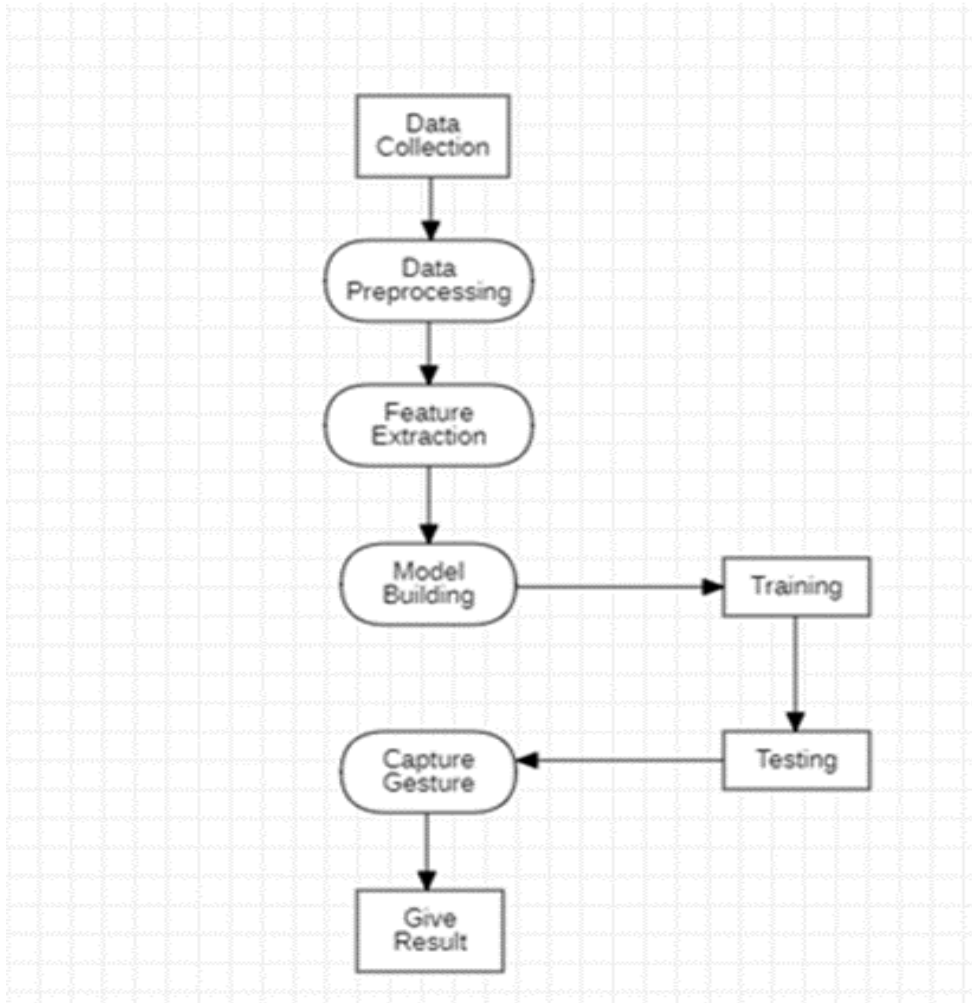 Data
Collection
Data
Preprocessing
Feature
Extraction
Model
Building
Training
Testing
Capture
Gesture
Give
Result